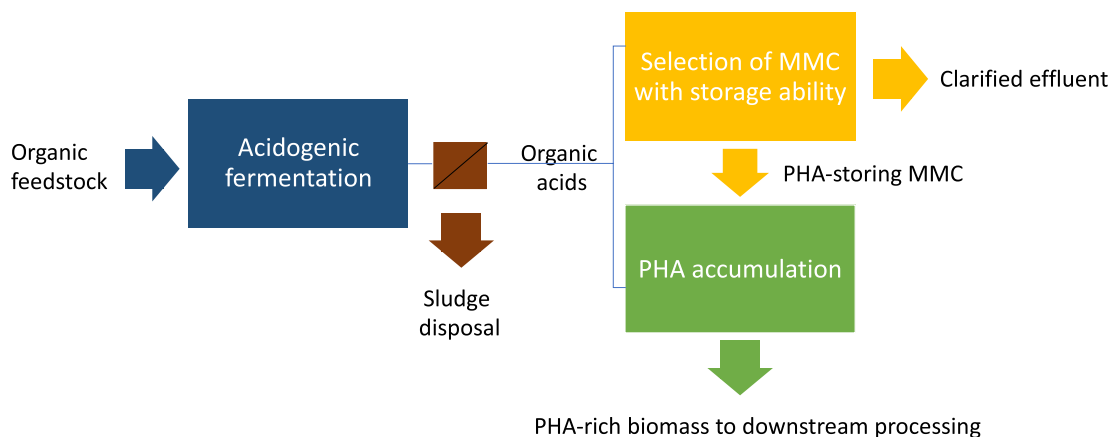 Organic
feedstock
Acidogenic
fermentation
Sludge
disposal
Organic
acids
Selection of MMC
with storage ability
Clarified effluent
PHA-storing MMC
PHA accumulation
PHA-rich biomass to downstream processing